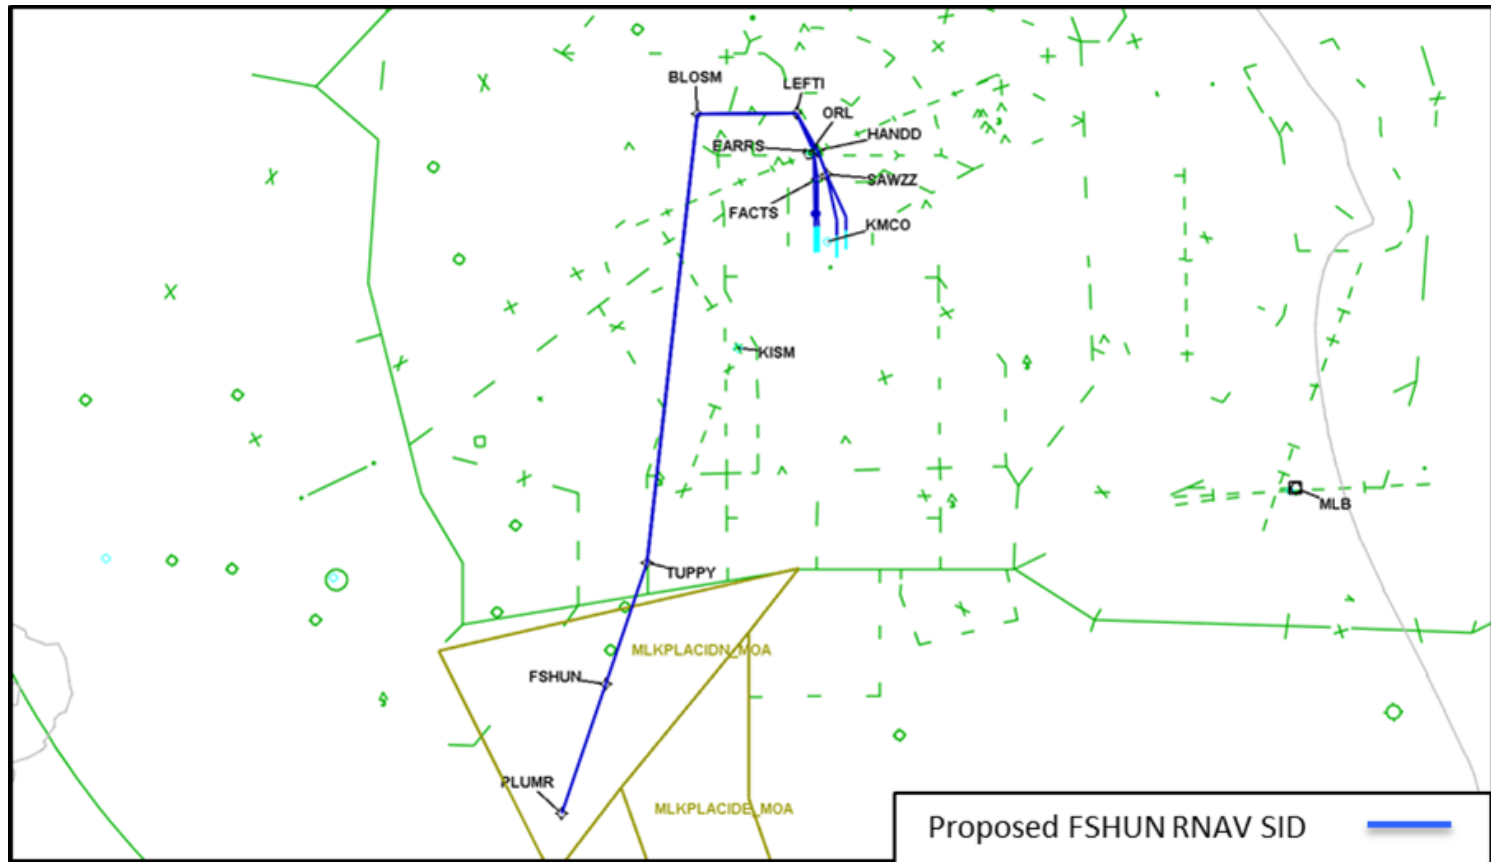 BLOSM
LEFTI
ORL
HANDD
EARRS
SAWZZ
FACTS
KMCO
KISM
MLB
TUPPY
MLKPLACIDN_MOA
FSHUN
PLUMR
MLKPLACIDE_MOA
Proposed FSHUN RNAV SID